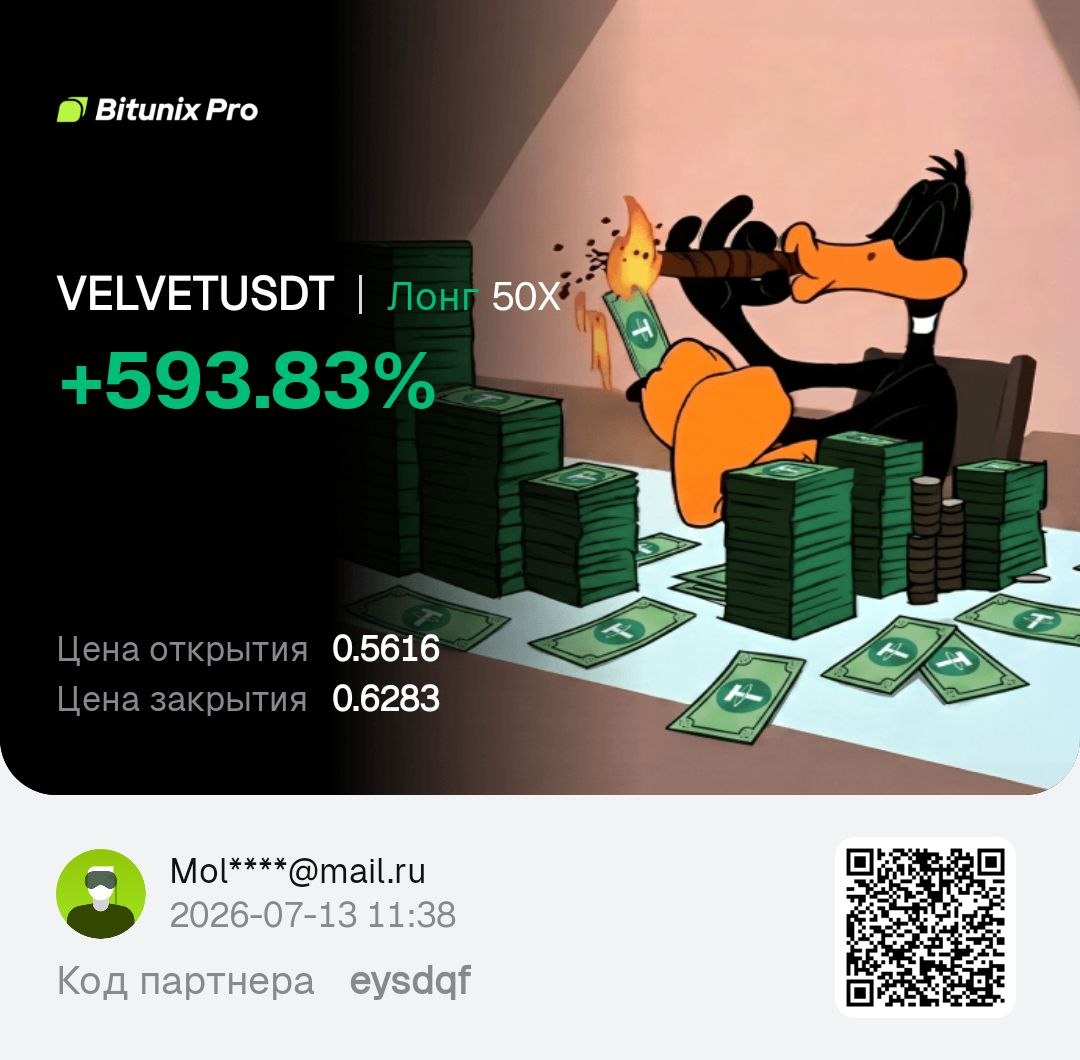 Bitunix Pro
VELVETUSDT | Лонг 50X
+593.83%
Цена открытия 0.5616
Цена закрытия 0.6283
Mol****@mail.ru
2026-07-13 11:38
Код партнера eysdqf